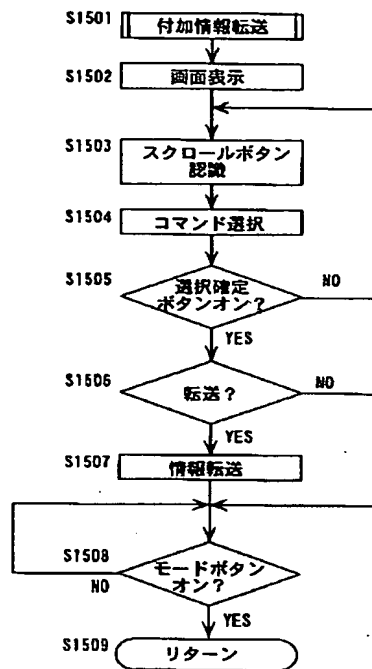 S1501
付加情報転送
S1502
画面表示
S1503
スクロールボタン
認識
S1504
コマンド選択
S1505
選択確定
ボタンオン?
NO
YES
S1506
転送?
NO
YES
S1507
情報転送
S1508
モードボタン
オン?
NO
YES
S1509
リターン